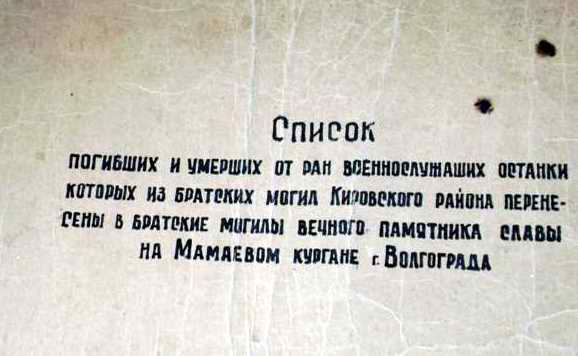 Список
погибших и умерших от ран военнослужаших останки
которых из братских могил Кировского района перене-
сены в братские могилы вечного памятника славы
на Мамаевом кургане г. Волгограда